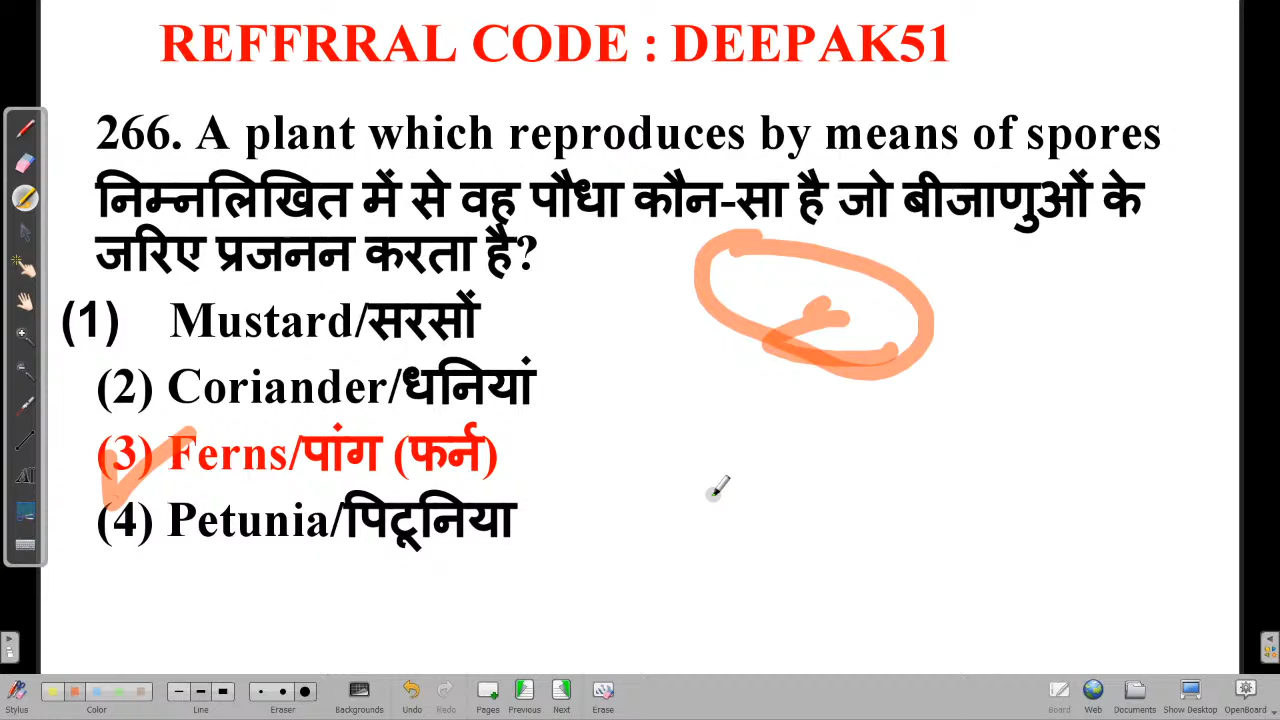 REFFRRAL CODE : DEEPAK51
266. A plant which reproduces by means of spores
निम्नलिखित में से वह पौधा कौन-सा है जो बीजाणुओं के
जरिए प्रजनन करता है?
(1) Mustard/सरसों
(2) Coriander/धनियां
(3) Ferns/पांग (फर्न)
(4) Petunia/पिटूनिया
Stylus Color Line Eraser Backgrounds Undo Redo Pages Previous Next Erase Board Web Documents Show Desktop OpenBoard